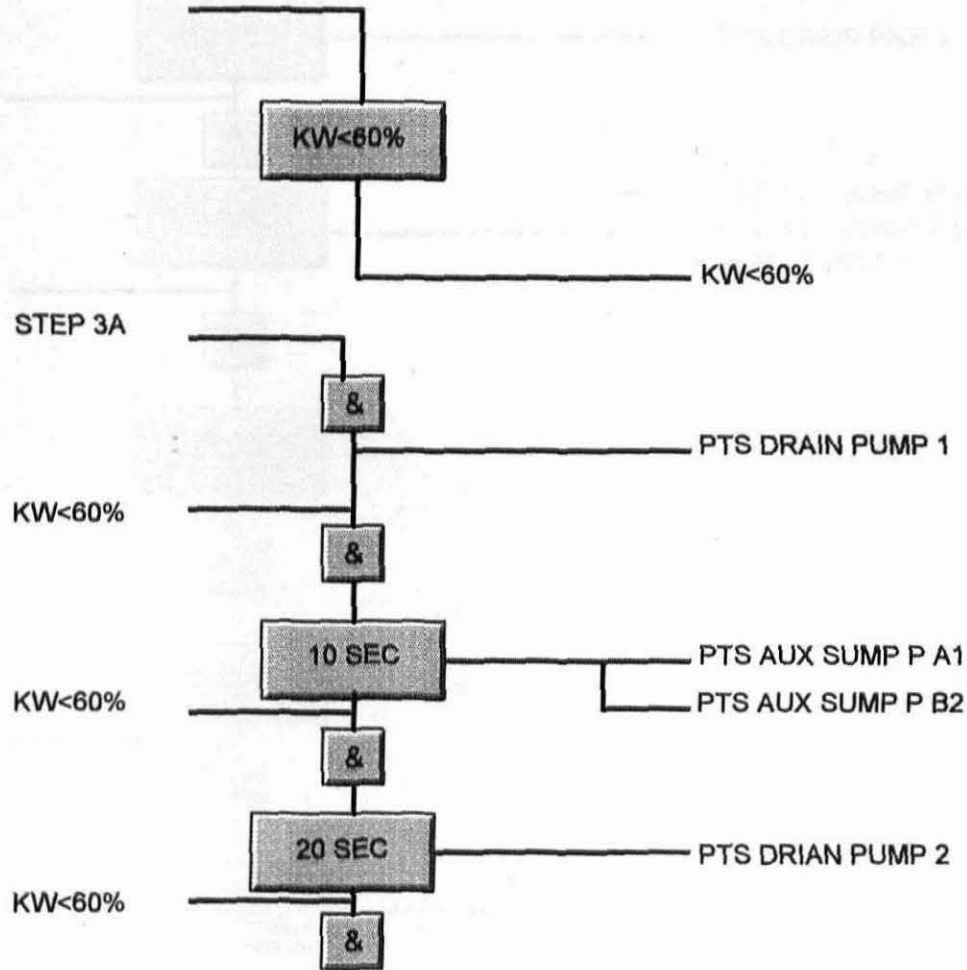 KW<60%
KW<60%
STEP 3A
&
PTS DRAIN PUMP 1
KW<60%
&
10 SEC
PTS AUX SUMP P A1
KW<60%
PTS AUX SUMP P B2
&
20 SEC
PTS DRIAN PUMP 2
KW<60%
&